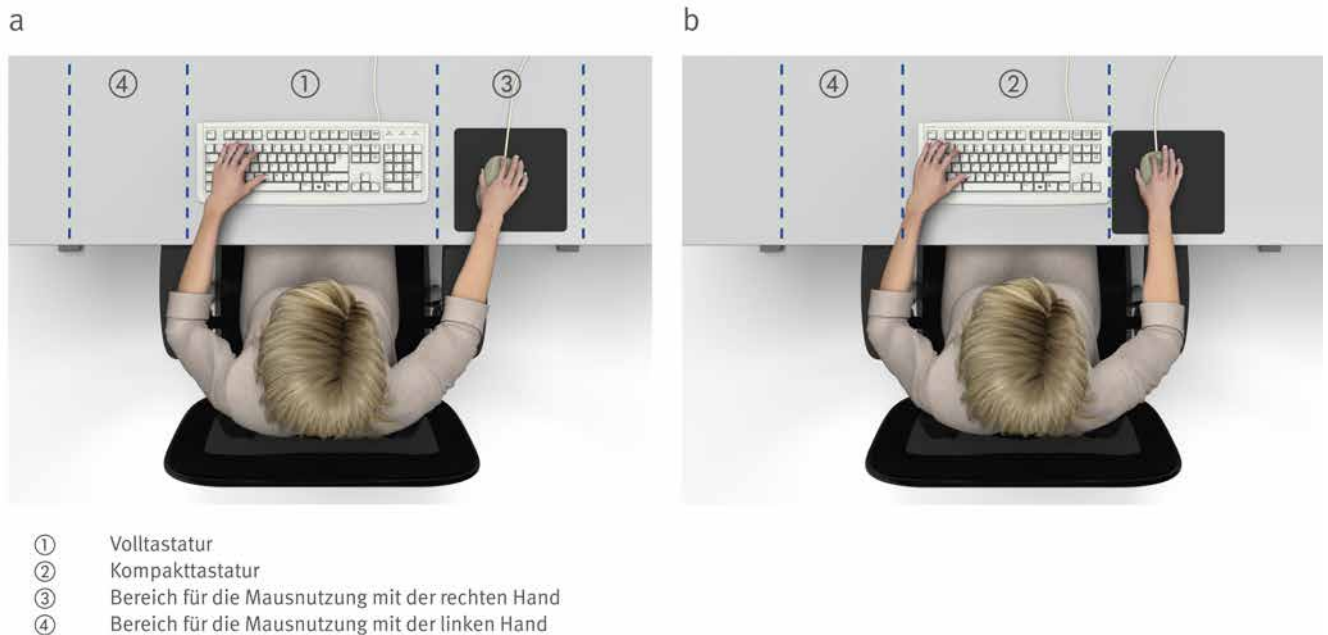 a
b
④ ① ③
④ ②
① Volltastatur
② Kompakttastatur
③ Bereich für die Mausnutzung mit der rechten Hand
④ Bereich für die Mausnutzung mit der linken Hand